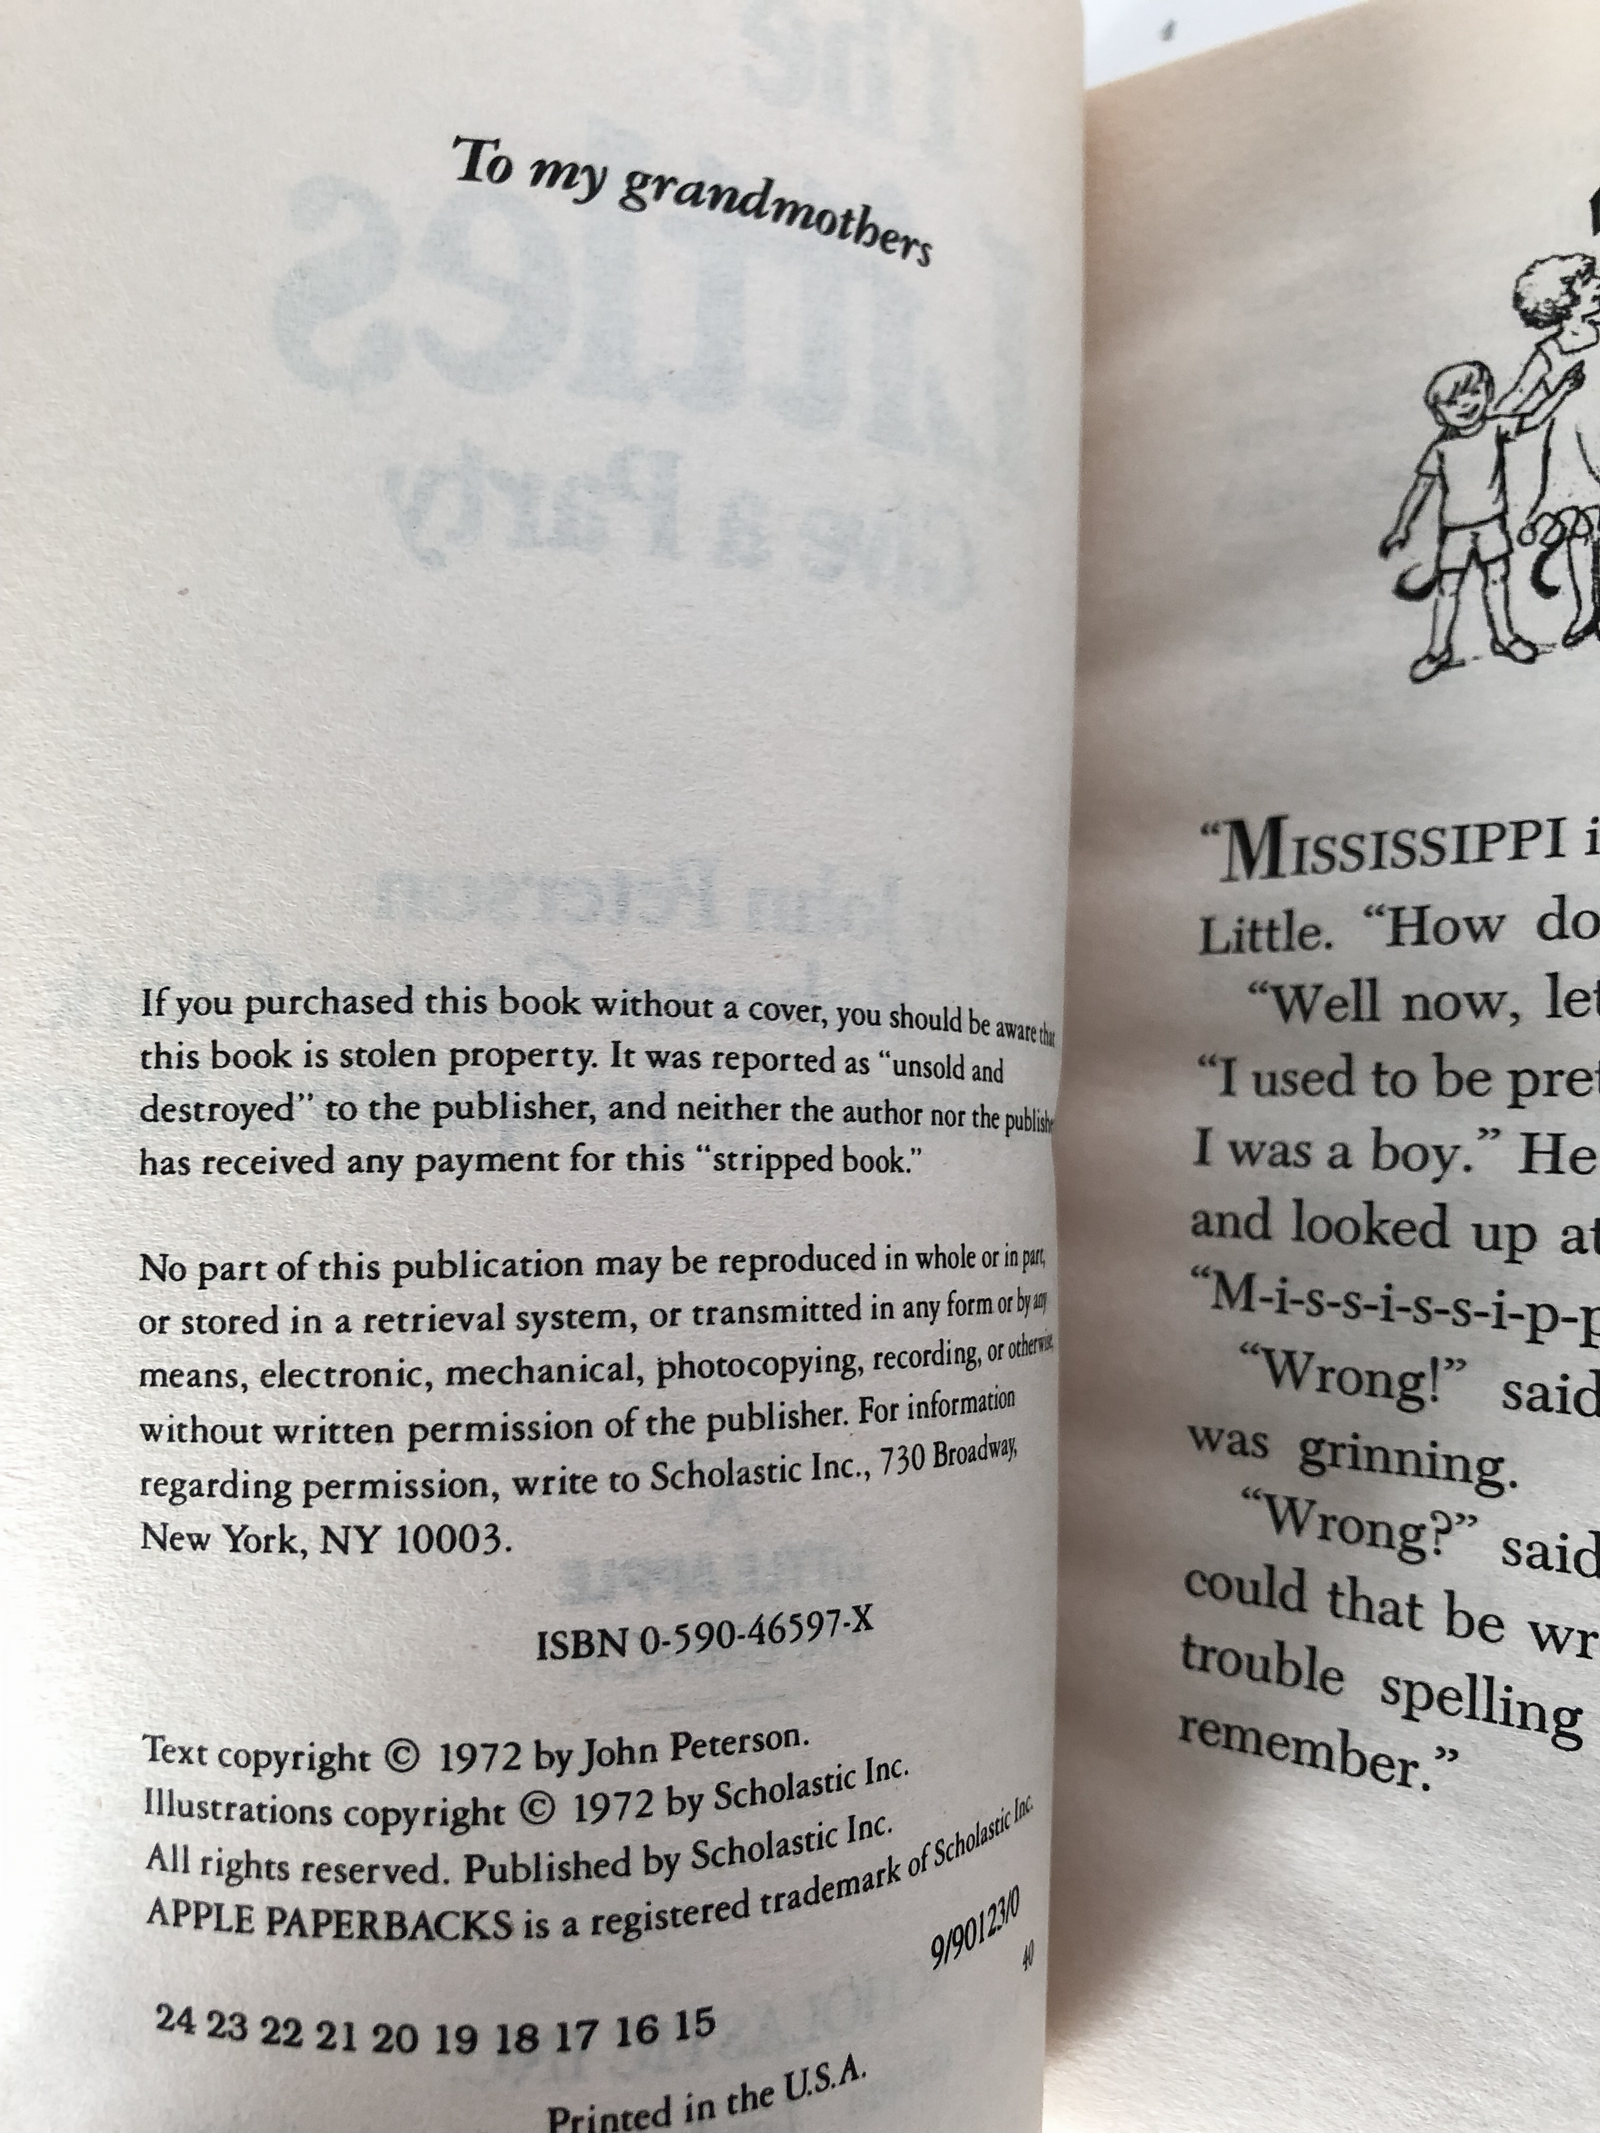 To my grandmothers
If you purchased this book without a cover, you should be aware that
this book is stolen property. It was reported as “unsold and
destroyed” to the publisher, and neither the author nor the
has received any payment for this “stripped book.”
No part of this publication may be reproduced in whole or in part,
or stored in a retrieval system, or transmitted in any form or by any
means, electronic, mechanical, photocopying, recording, or otherwise,
without written permission of the publisher. For information
regarding permission, write to Scholastic Inc., 730 Broadway,
New York, NY 10003.
ISBN 0-590-46597-X
Text copyright © 1972 by John Peterson.
Illustrations copyright © 1972 by Scholastic Inc.
All rights reserved. Published by Scholastic Inc.
APPLE PAPERBACKS is a registered trademark of Scholastic Inc.
24 23 22 21 20 19 18 17 16 15
9/90123/0
40
Printed in the U.S.A.
“MISSISSIPPI
Little. “How do
“Well now,
“I used to be
I was a boy.” He
and looked up
“M-i-s-s-i-s-s-i-p-p
“Wrong!” said
was grinning.
“Wrong?” said
could that be
trouble spelling
remember.”